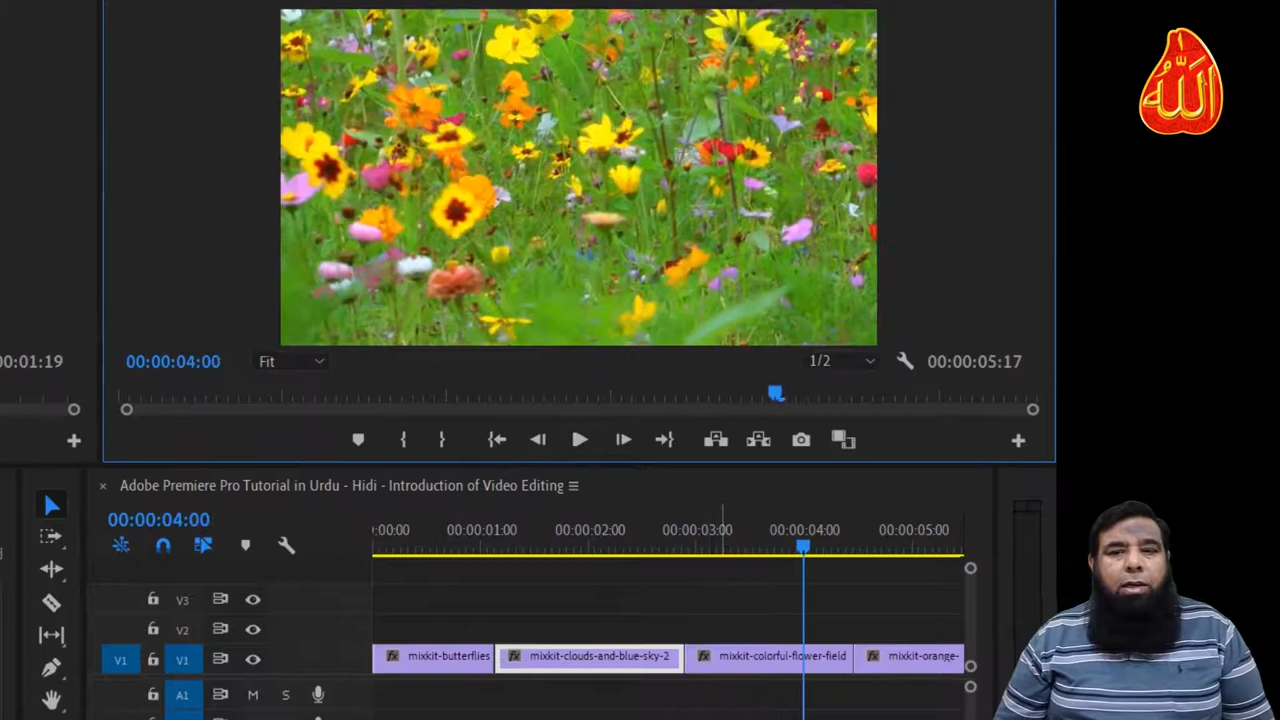 الله
00:01:19
00:00:04:00
Fit
1/2
00:00:05:17
Adobe Premiere Pro Tutorial in Urdu - Hidi - Introduction of Video Editing
00:00:04:00
:00:00
00:00:01:00
00:00:02:00
00:00:03:00
00:00:04:00
00:00:05:00
V3
V2
V1
V1
mixkit-butterflies
mixkit-clouds-and-blue-sky-2
mixkit-colorful-flower-field
mixkit-orange-
A1
M
S